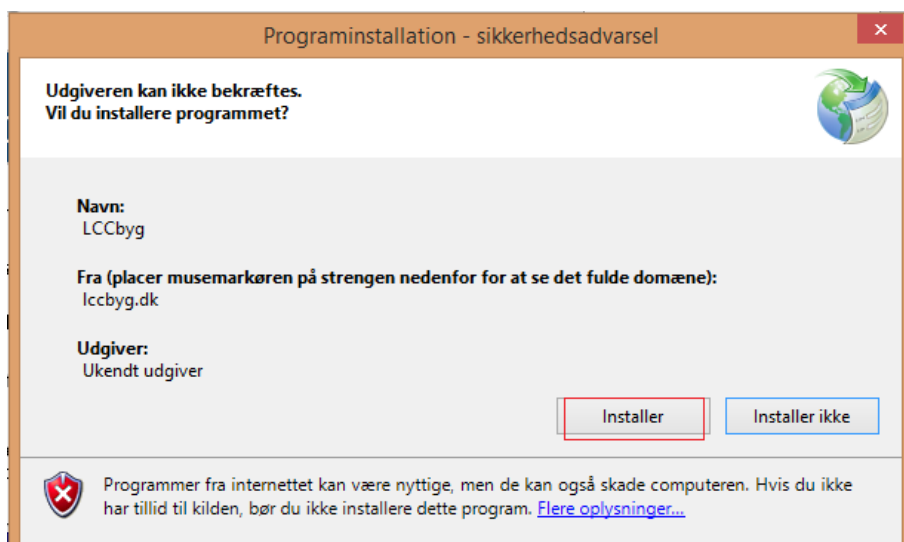 Programinstallation - sikkerhedsadvarsel
Udgiveren kan ikke bekræftes.
Vil du installere programmet?
Navn:
LCCbyg
Fra (placer musemarkøren på strengen nedenfor for at se det fulde domæne):
lccbyg.dk
Udgiver:
Ukendt udgiver
Installer
Installer ikke
Programmer fra internettet kan være nyttige, men de kan også skade computeren. Hvis du ikke
har tillid til kilden, bør du ikke installere dette program. Flere oplysninger...